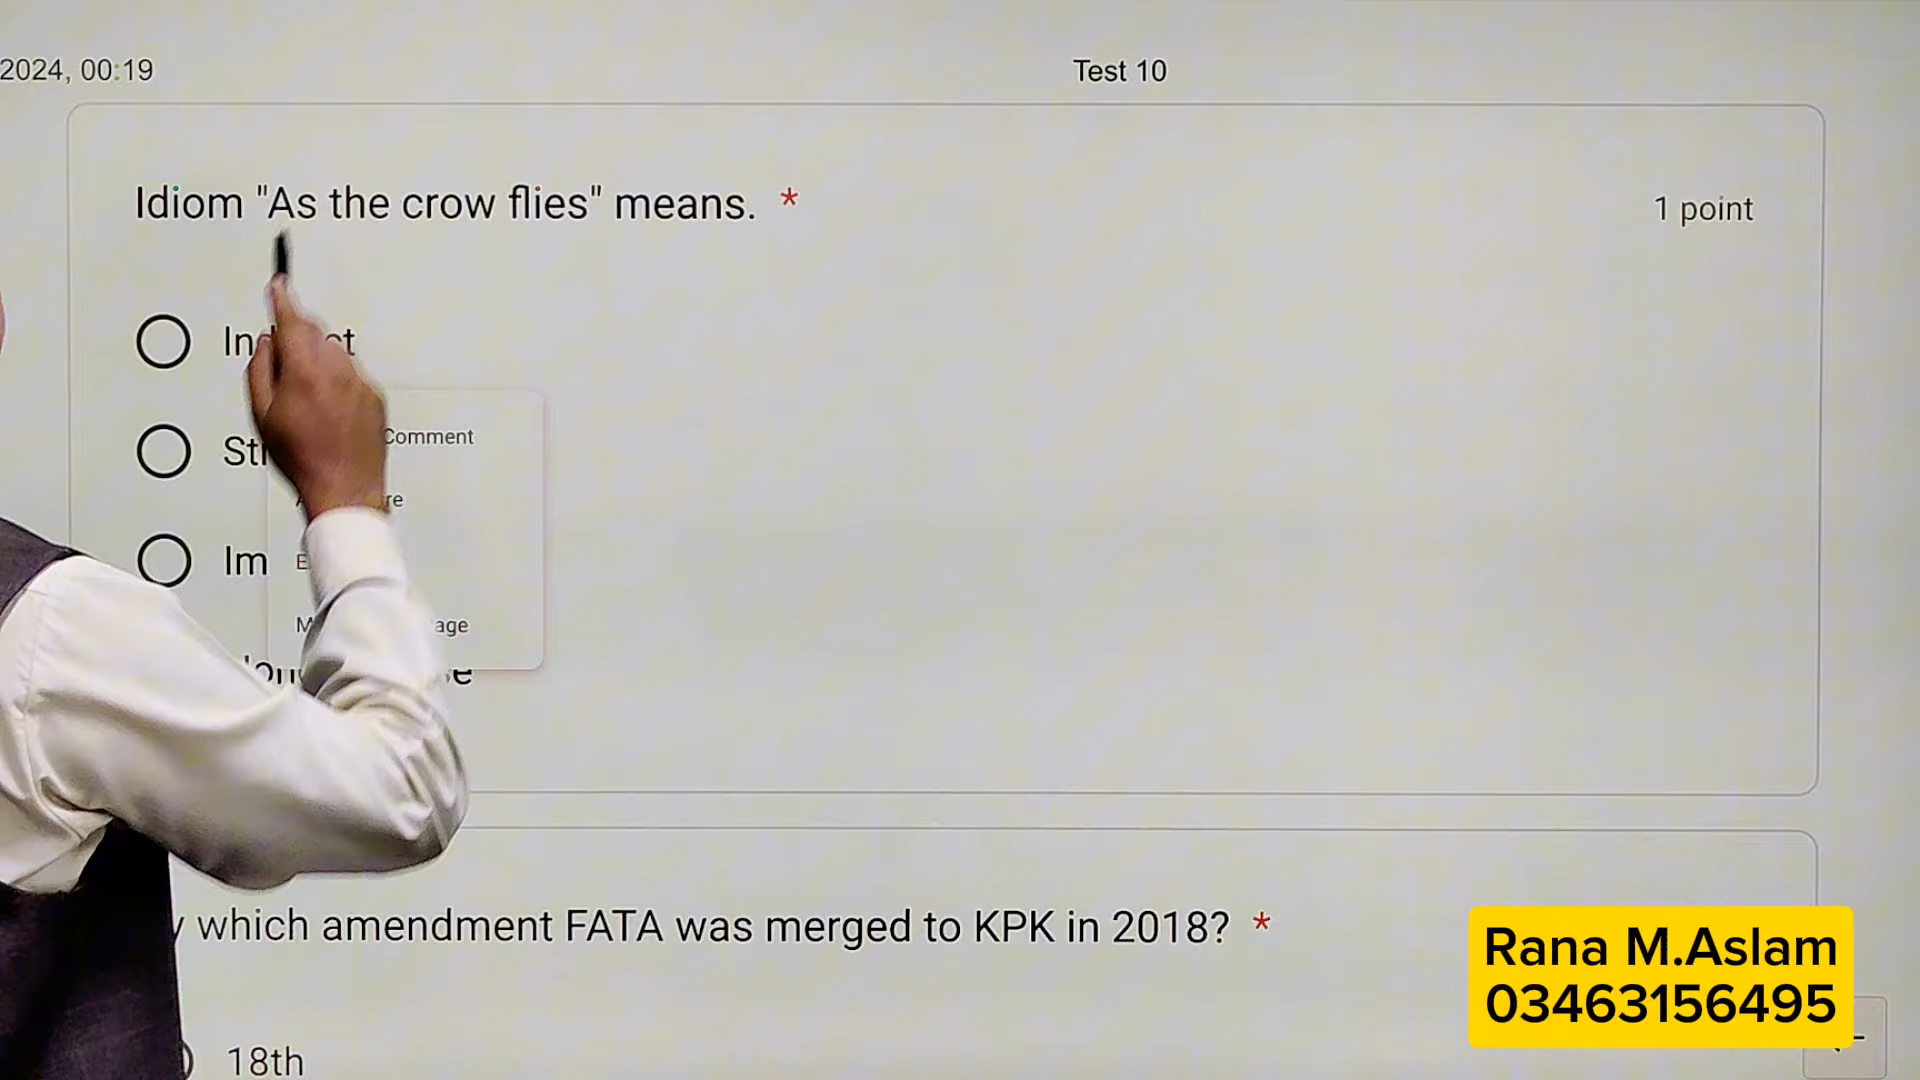 2024, 00:19
Test 10
Idiom "As the crow flies" means. *
1 point
Comment
which amendment FATA was merged to KPK in 2018? *
18th
Rana M.Aslam
03463156495